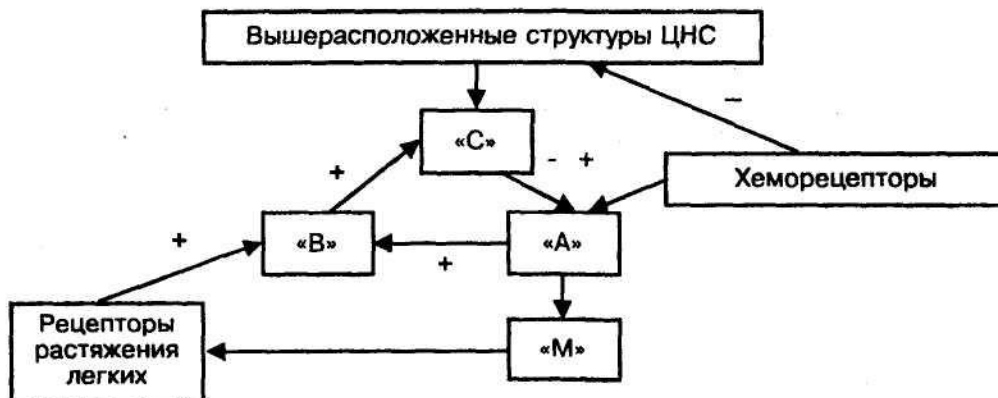 Вышерасположенные структуры ЦНС
–
«С»
+
- +
Хеморецепторы
+
«В»
+
«А»
Рецепторы
растяжения
легких
«М»